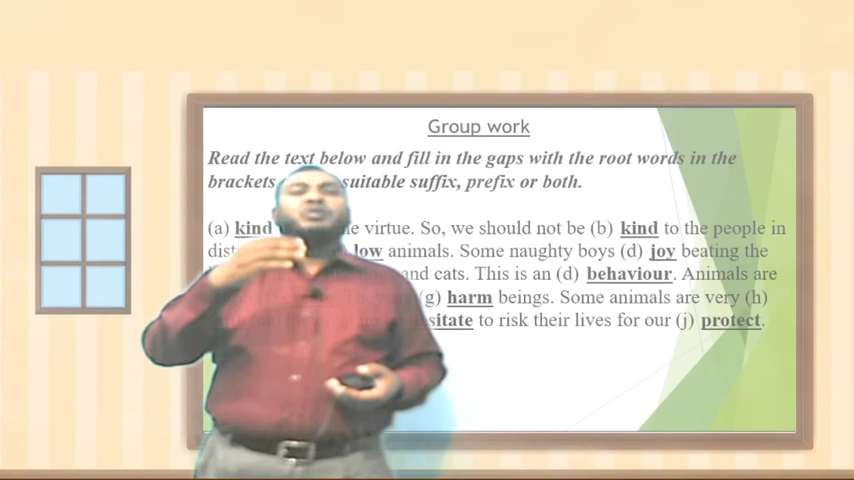 Group work
Read the text below and fill in the gaps with the root words in the
brackets suitable suffix, prefix or both.
(a) kind virtue. So, we should not be (b) kind to the people in
low animals. Some naughty boys (d) joy beating the
and cats. This is an (d) behaviour. Animals are
(g) harm beings. Some animals are very (h)
to risk their lives for our (j) protect.